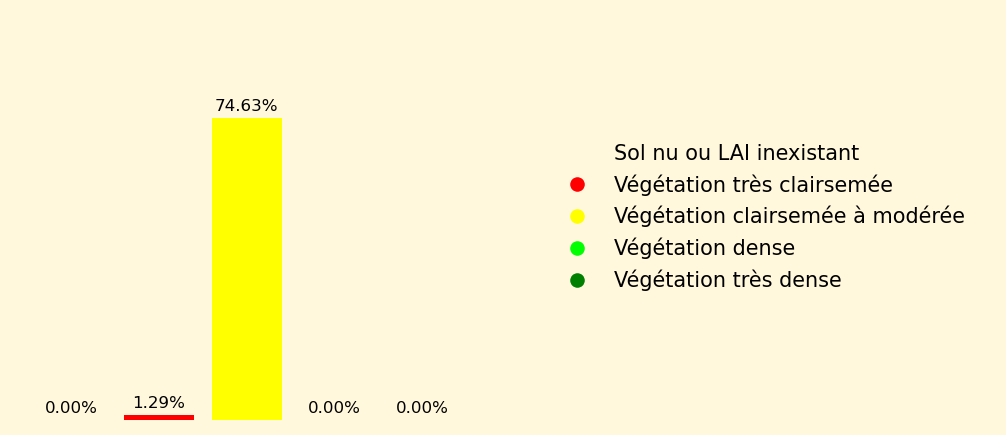 74.63%
0.00%
1.29%
0.00%
0.00%
Sol nu ou LAI inexistant
Végétation très clairsemée
Végétation clairsemée à modérée
Végétation dense
Végétation très dense